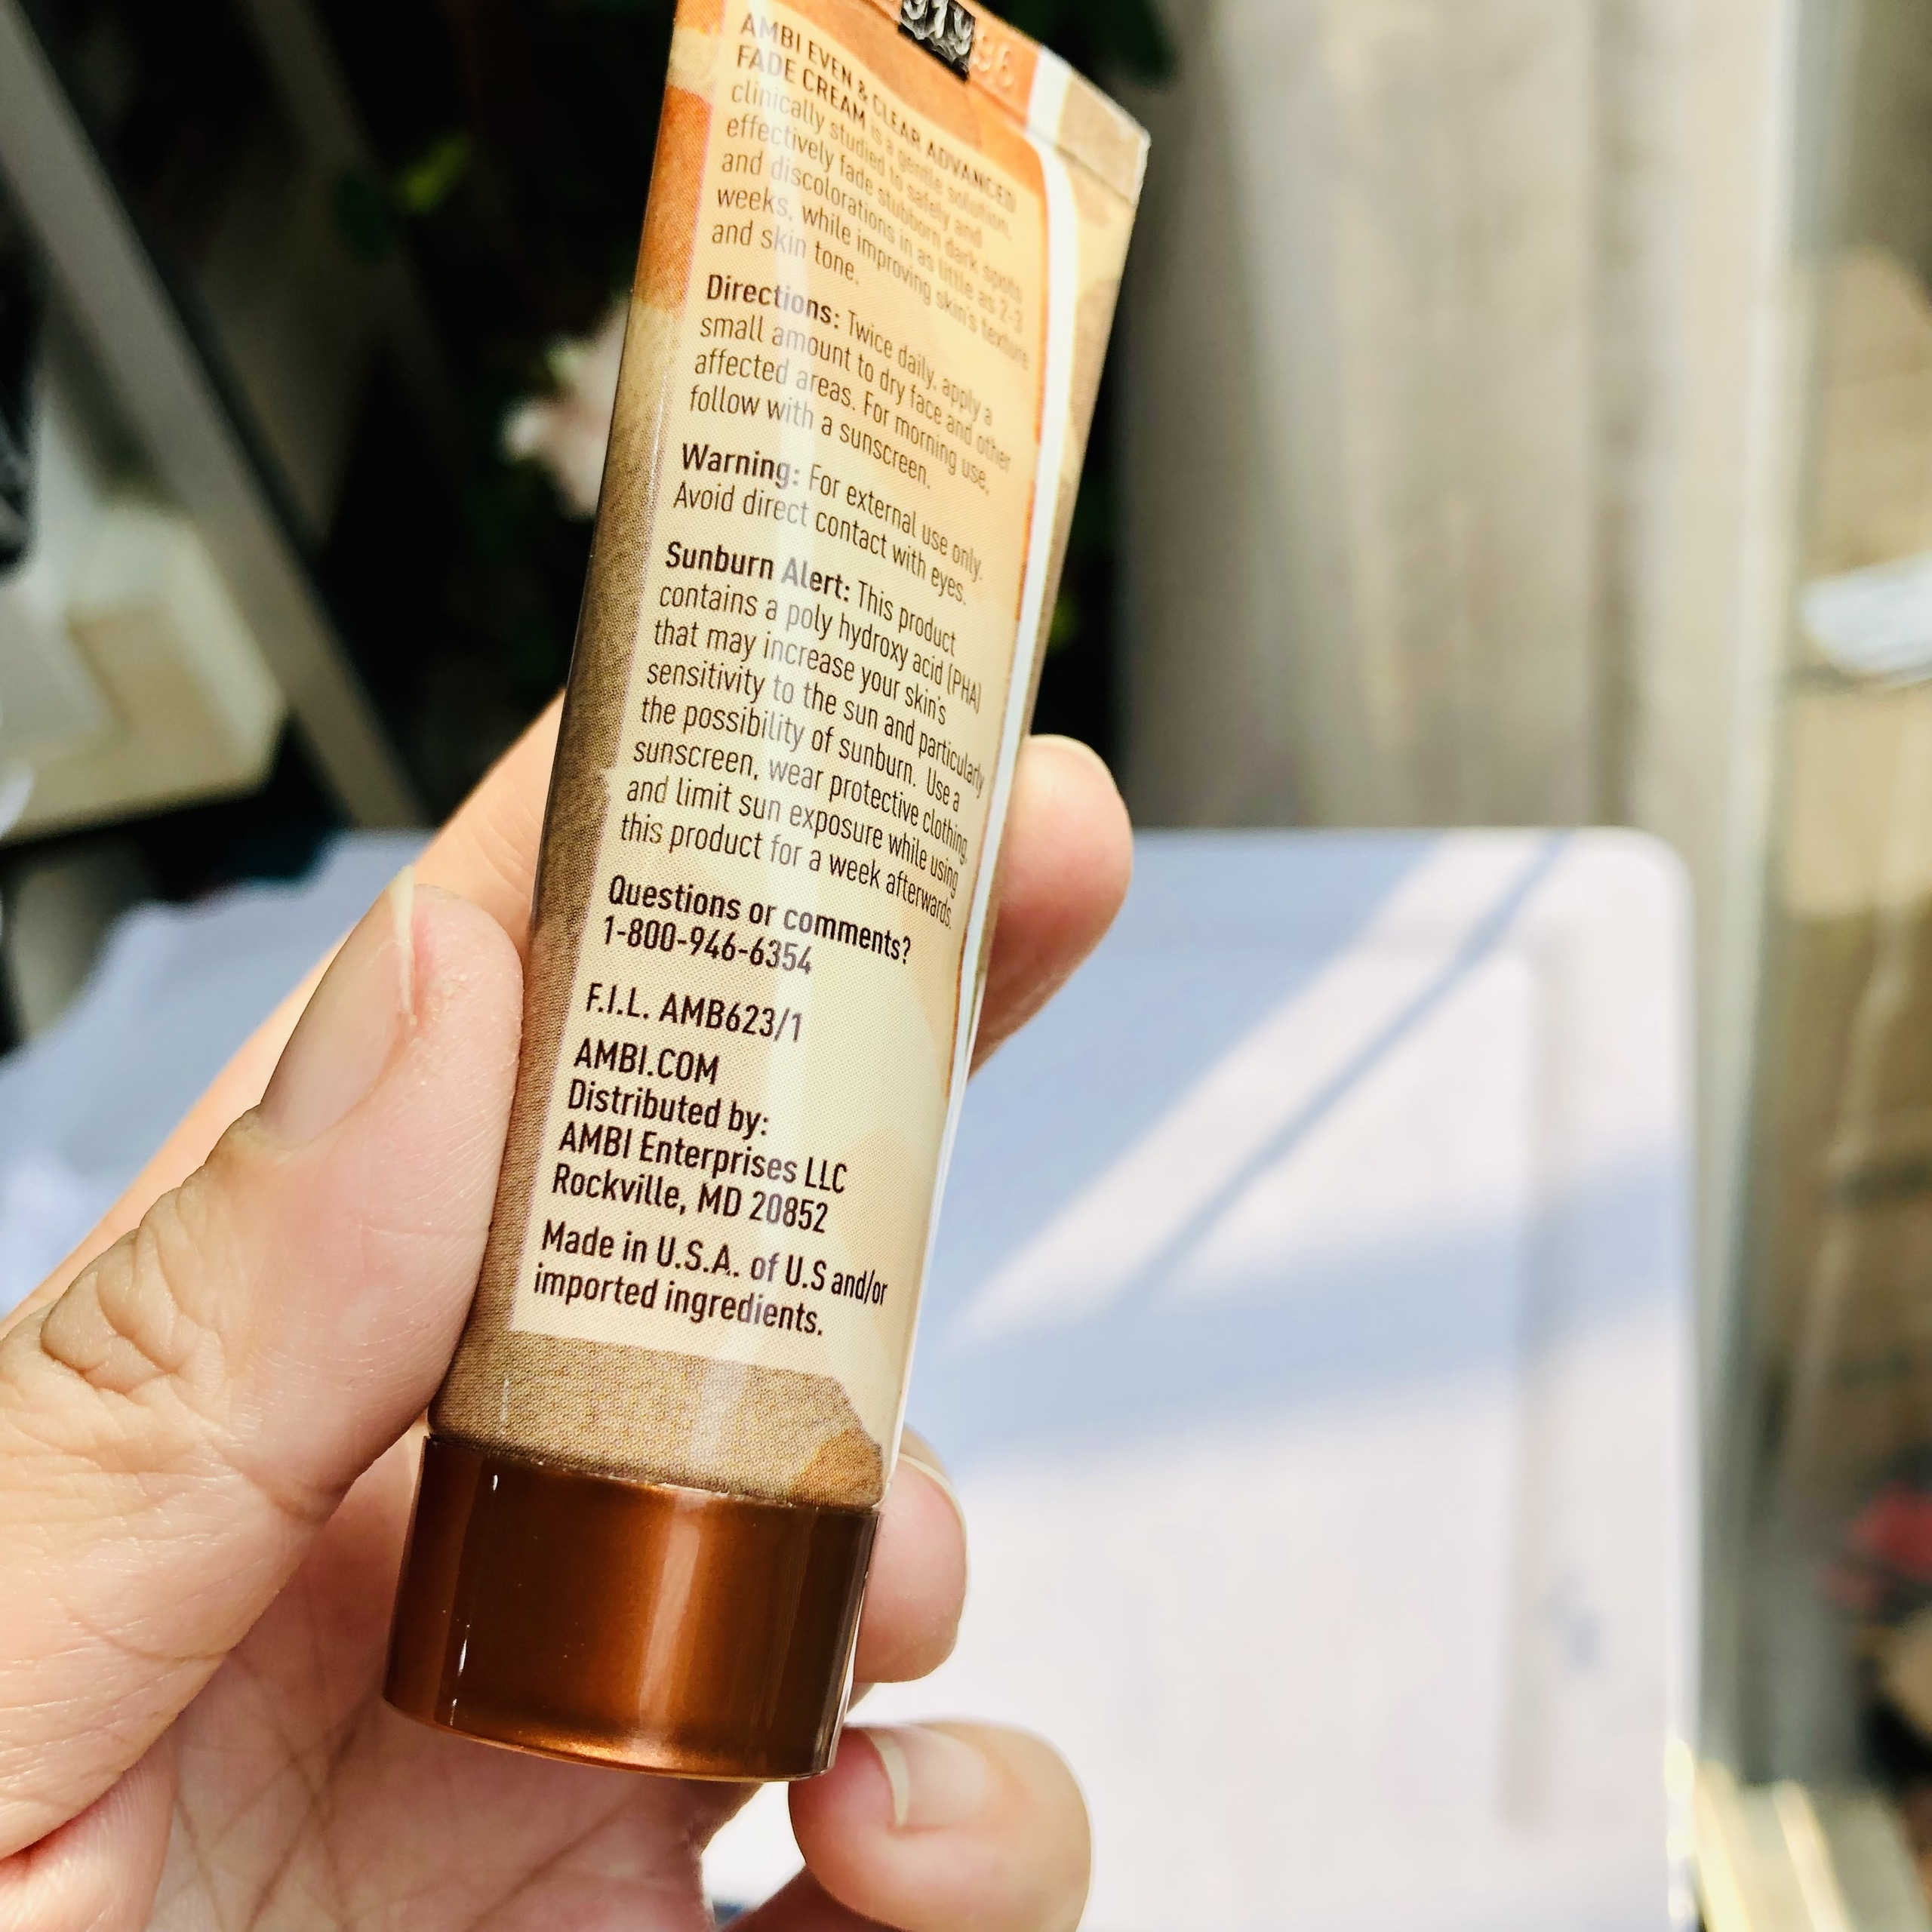 AMBI EVEN & CLEAR ADVANCED
FADE CREAM is a gentle solution,
clinically studied to safely and
effectively fade stubborn dark spots
and discolorations in as little as 2-3
weeks, while improving skin's texture
and skin tone.
Directions: Twice daily, apply a
small amount to dry face and other
affected areas. For morning use,
follow with a sunscreen.
Warning: For external use only.
Avoid direct contact with eyes.
Sunburn Alert: This product
contains a poly hydroxy acid (PHA)
that may increase your skin's
sensitivity to the sun and particularly
the possibility of sunburn. Use a
sunscreen, wear protective clothing,
and limit sun exposure while using
this product for a week afterwards.
Questions or comments?
1-800-946-6354
F.I.L. AMB623/1
AMBI.COM
Distributed by:
AMBI Enterprises LLC
Rockville, MD 20852
Made in U.S.A. of U.S and/or
imported ingredients.